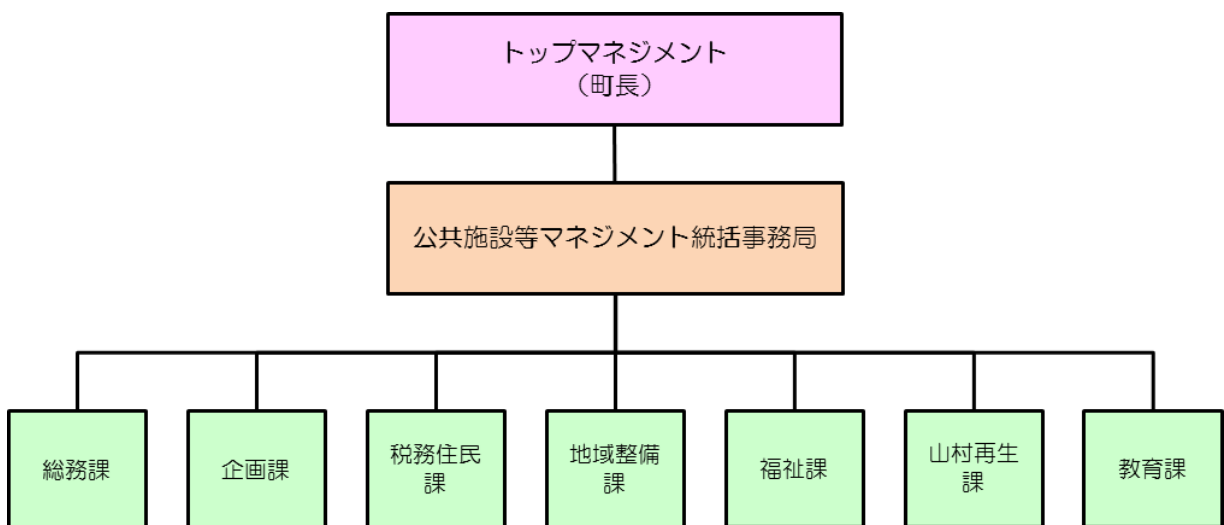 トップマネジメント
（町長）
公共施設等マネジメント統括事務局
総務課
企画課
税務住民
課
地域整備
課
福祉課
山村再生
課
教育課